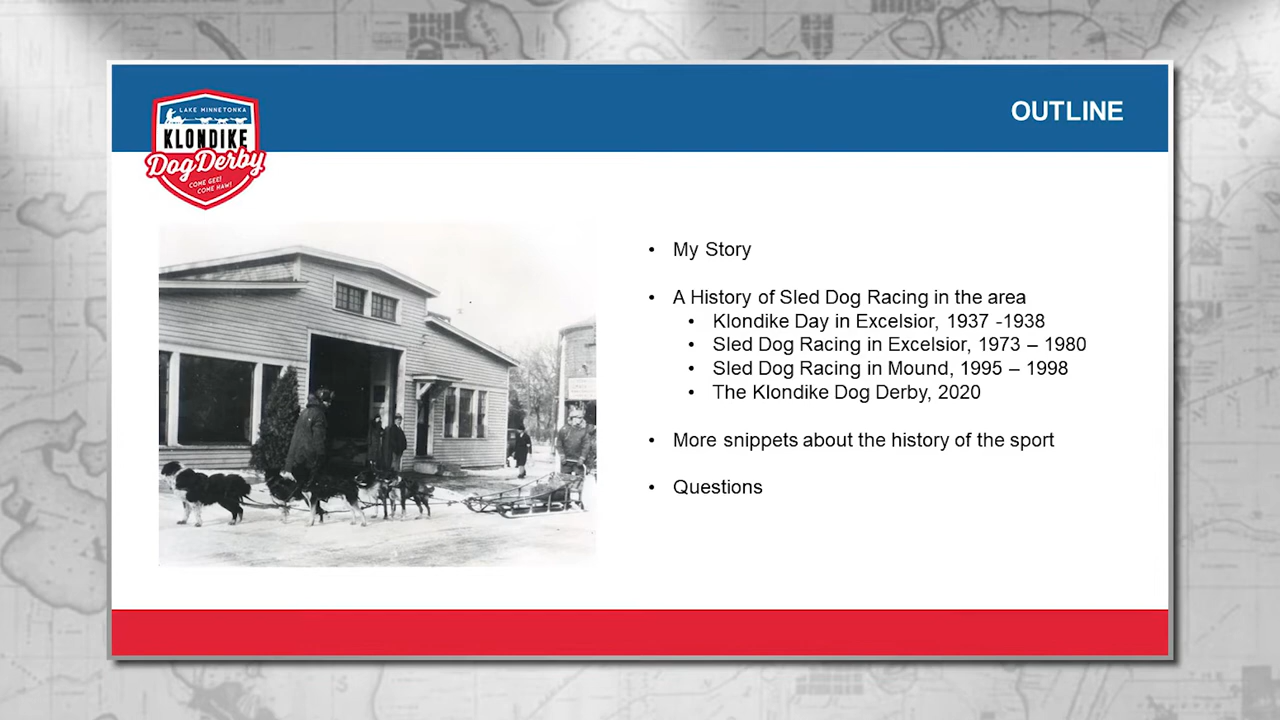 OUTLINE
LAKE MINNETONKA
KLONDIKE
Dog Derby
COME GEE!
COME HAW!
• My Story
• A History of Sled Dog Racing in the area
• Klondike Day in Excelsior, 1937 -1938
• Sled Dog Racing in Excelsior, 1973 – 1980
• Sled Dog Racing in Mound, 1995 – 1998
• The Klondike Dog Derby, 2020
• More snippets about the history of the sport
• Questions